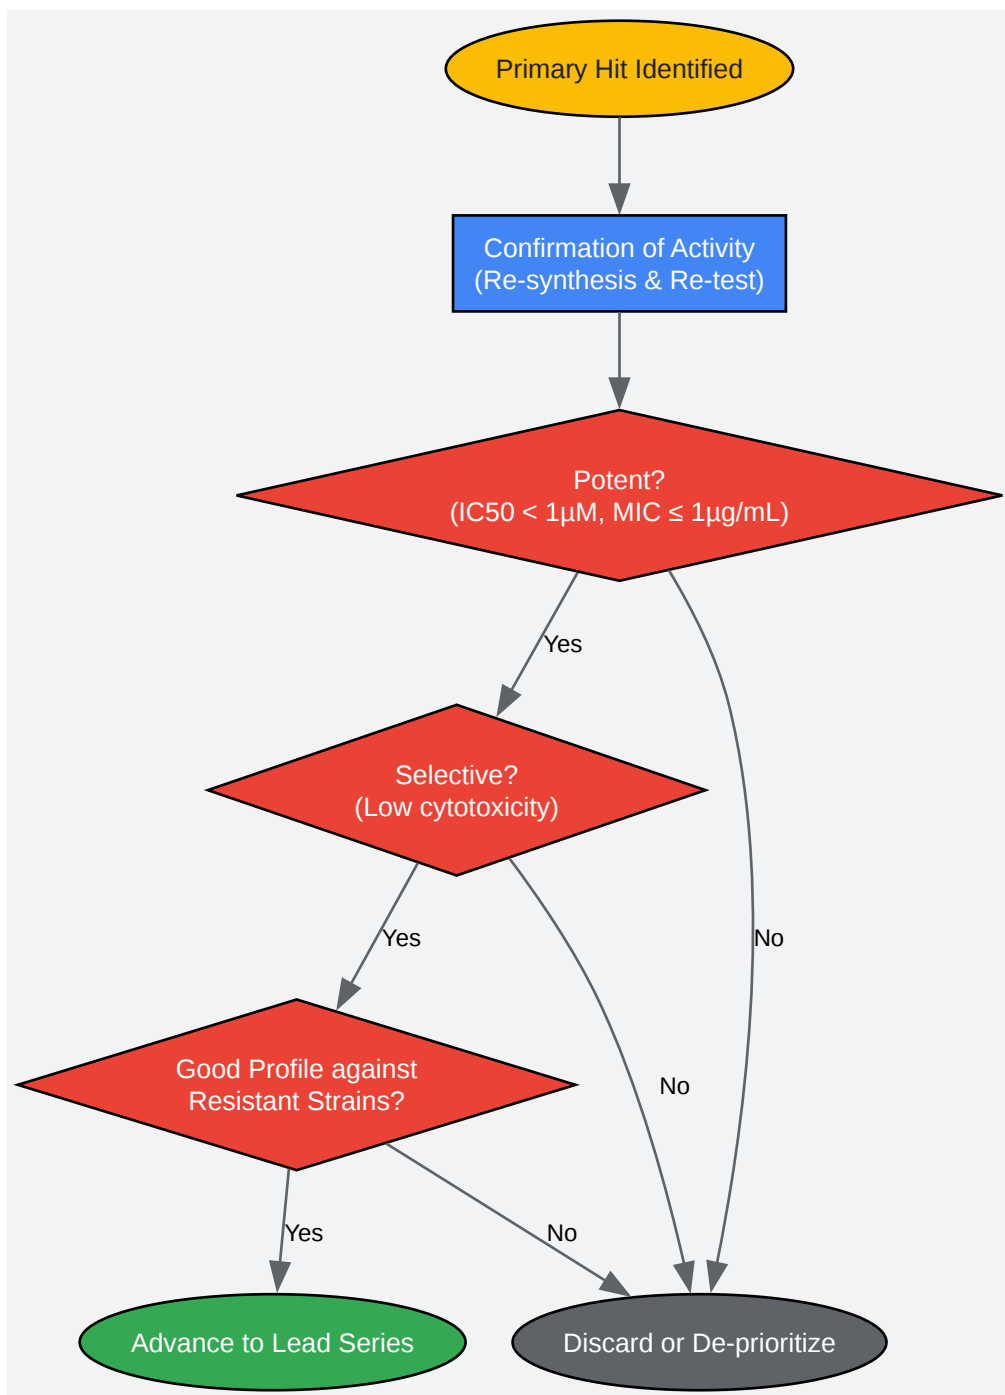 Primary Hit Identified
Confirmation of Activity
(Re-synthesis & Re-test)
Potent?
(IC50 < 1µM, MIC ≤ 1µg/mL)
Yes
Selective?
(Low cytotoxicity)
Yes
No
Good Profile against
Resistant Strains?
No
Yes
No
Advance to Lead Series
Discard or De-prioritize